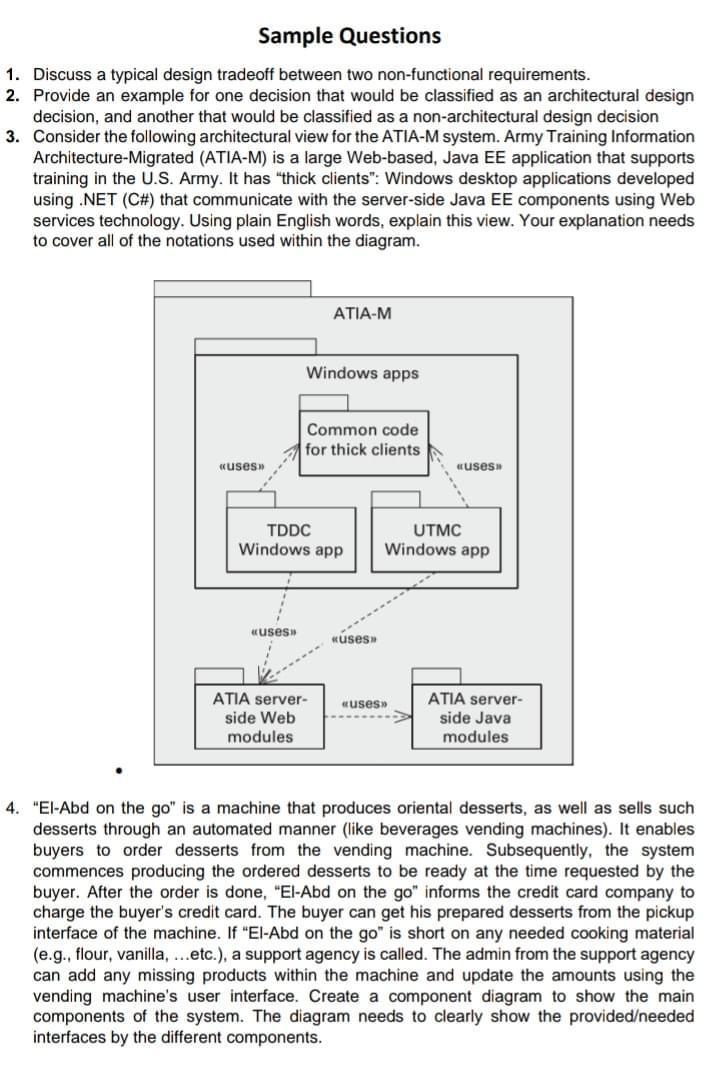 Sample Questions
1. Discuss a typical design tradeoff between two non-functional requirements.
2. Provide an example for one decision that would be classified as an architectural design
decision, and another that would be classified as a non-architectural design decision
3. Consider the following architectural view for the ATIA-M system. Army Training Information
Architecture-Migrated (ATIA-M) is a large Web-based, Java EE application that supports
training in the U.S. Army. It has “thick clients”: Windows desktop applications developed
using .NET (C#) that communicate with the server-side Java EE components using Web
services technology. Using plain English words, explain this view. Your explanation needs
to cover all of the notations used within the diagram.
ATIA-M
Windows apps
Common code
for thick clients
«uses»
«uses»
TDDC
Windows app
UTMC
Windows app
«uses»
«uses»
ATIA server-
side Web
modules
«uses»
ATIA server-
side Java
modules
•
4. “El-Abd on the go” is a machine that produces oriental desserts, as well as sells such
desserts through an automated manner (like beverages vending machines). It enables
buyers to order desserts from the vending machine. Subsequently, the system
commences producing the ordered desserts to be ready at the time requested by the
buyer. After the order is done, “El-Abd on the go” informs the credit card company to
charge the buyer's credit card. The buyer can get his prepared desserts from the pickup
interface of the machine. If “El-Abd on the go” is short on any needed cooking material
(e.g., flour, vanilla, …etc.), a support agency is called. The admin from the support agency
can add any missing products within the machine and update the amounts using the
vending machine's user interface. Create a component diagram to show the main
components of the system. The diagram needs to clearly show the provided/needed
interfaces by the different components.